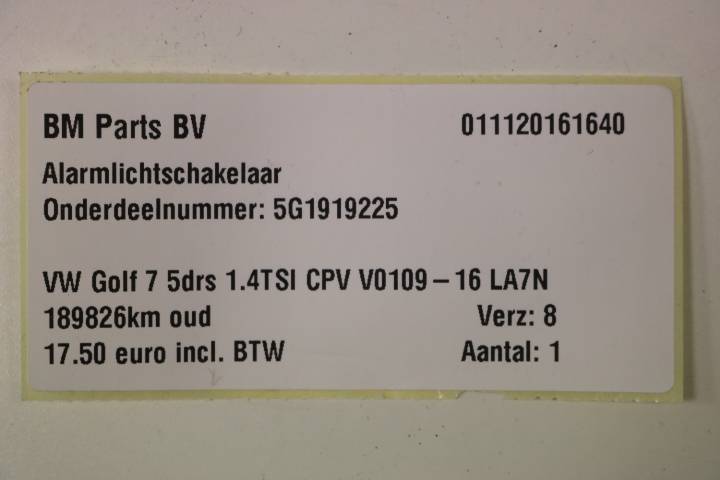 BM Parts BV 011120161640
Alarmlichtschakelaar
Onderdeelnummer: 5G1919225
VW Golf 7 5drs 1.4TSI CPV V0109 – 16 LA7N
189826km oud Verz: 8
17.50 euro incl. BTW Aantal: 1